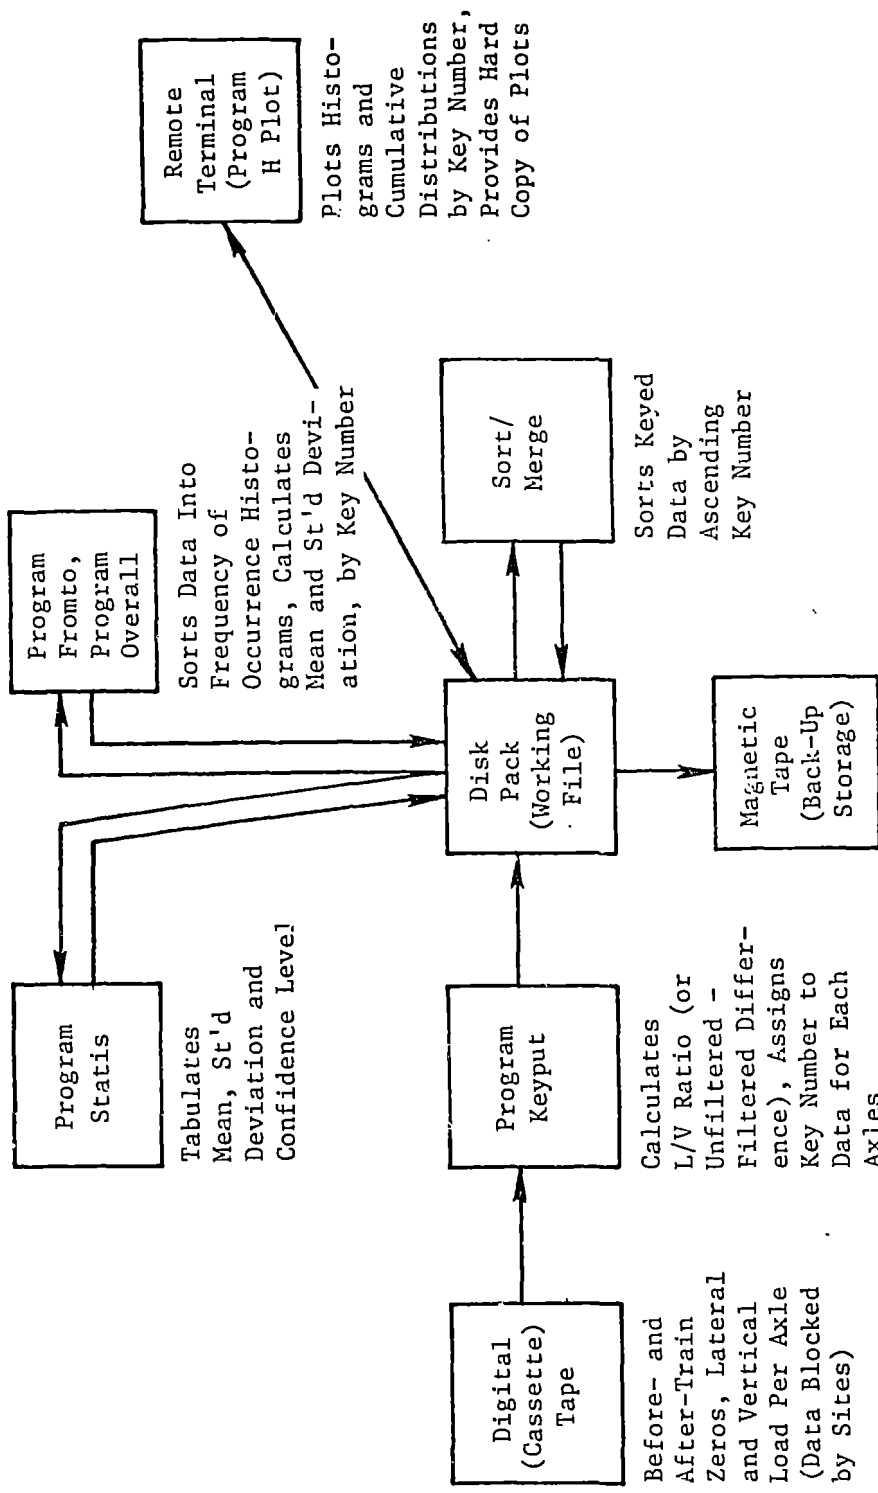 Program
Statis
Tabulates
Mean, St'd
Deviation and
Confidence Level
Program
Fromto,
Program
Overall
Sorts Data Into
Frequency of
Occurrence Histo-
grams, Calculates
Mean and St'd Devi-
ation, by Key Number
Remote
Terminal
(Program
H Plot)
Plots Histo-
grams and
Cumulative
Distributions
by Key Number,
Provides Hard
Copy of Plots
Digital
(Cassette)
Tape
Before- and
After-Train
Zeros, Lateral
and Vertical
Load Per Axle
(Data Blocked
by Sites)
Program
Keyput
Calculates
L/V Ratio (or
Unfiltered -
Filtered Differ-
ence), Assigns
Key Number to
Data for Each
Axles
Disk
Pack
(Working
File)
Sort/
Merge
Sorts Keyed
Data by
Ascending
Key Number
Magnetic
Tape
(Back-Up
Storage)